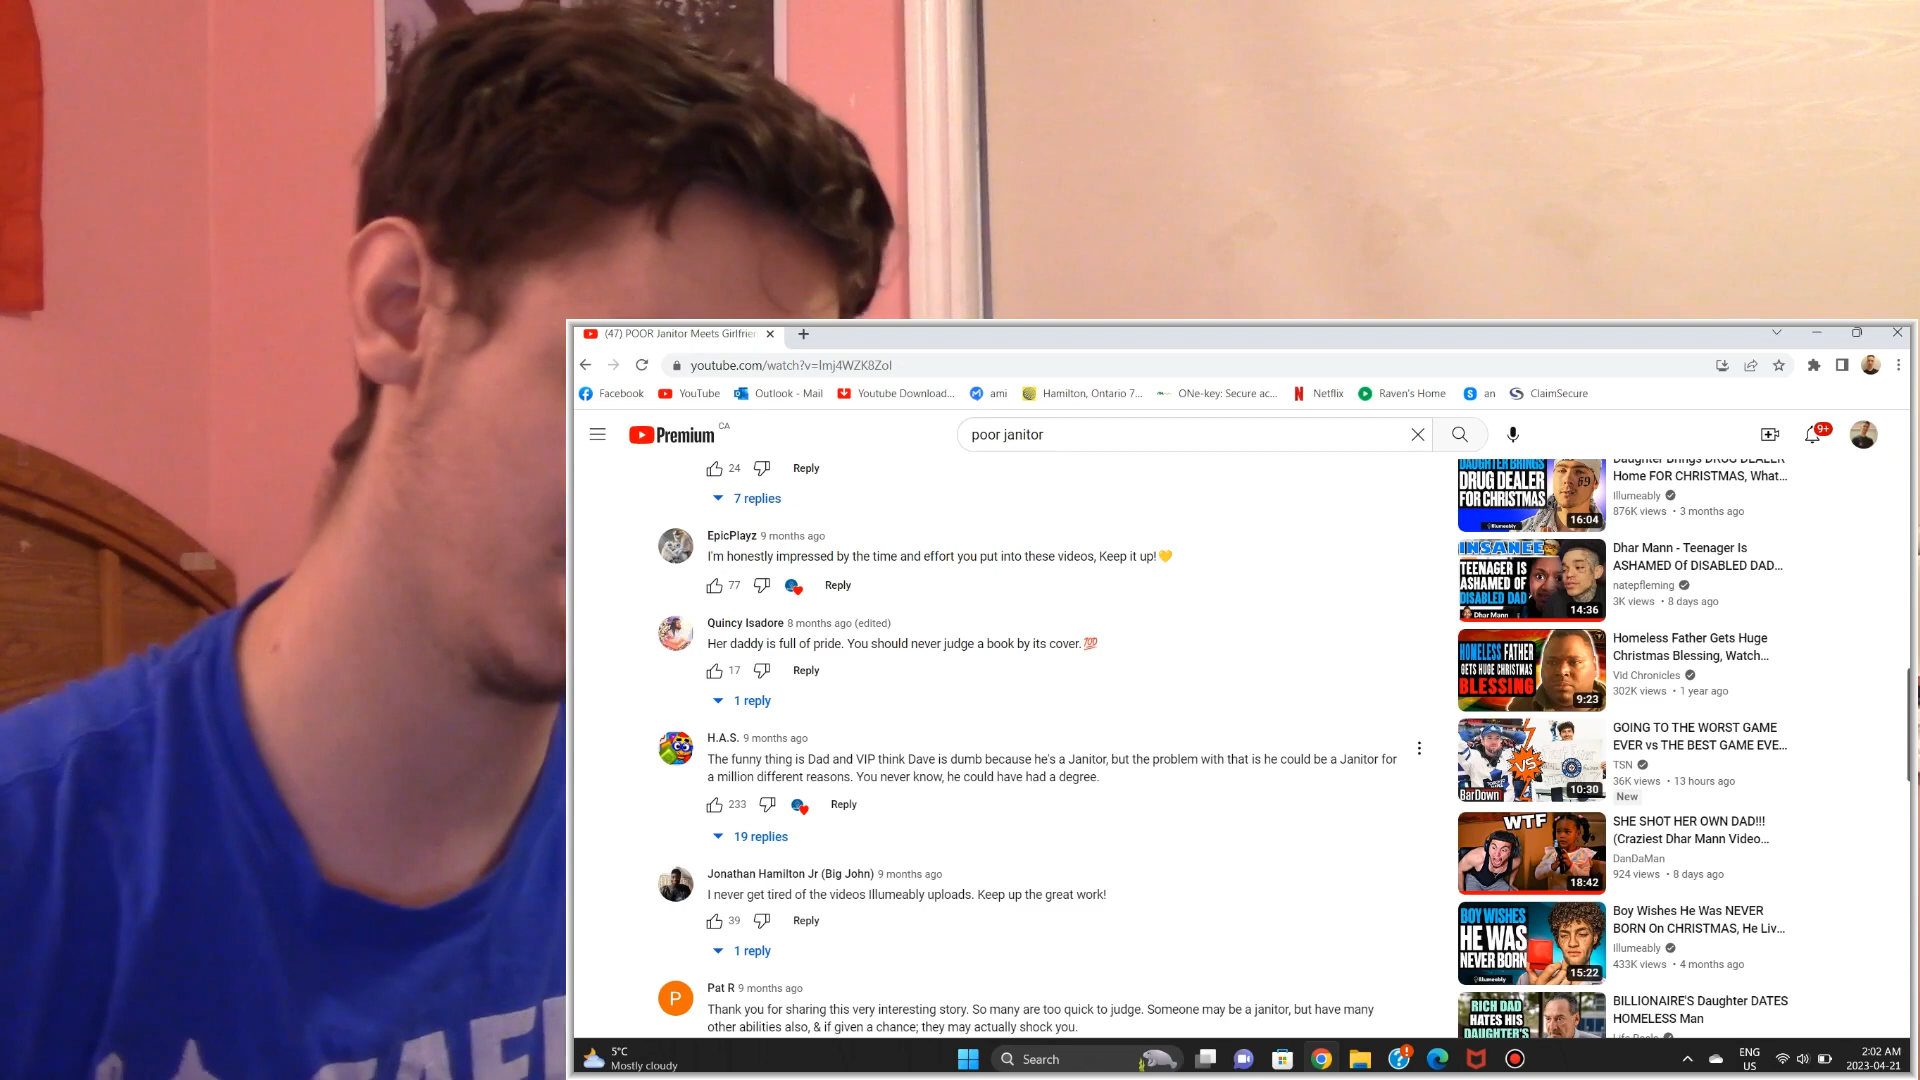 (47) POOR Janitor Meets Girlfrie
youtube.com/watch?v=Imj4WZK8ZoI
Facebook YouTube Outlook - Mail Youtube Download... ami Hamilton, Ontario 7... ONe-key: Secure ac... Netflix Raven's Home an ClaimSecure
Premium CA
poor janitor
9+
24 Reply
7 replies
EpicPlayz 9 months ago
I'm honestly impressed by the time and effort you put into these videos, Keep it up!💛
77 Reply
Quincy Isadore 8 months ago (edited)
Her daddy is full of pride. You should never judge a book by its cover.💯
17 Reply
1 reply
H.A.S. 9 months ago
The funny thing is Dad and VIP think Dave is dumb because he's a Janitor, but the problem with that is he could be a Janitor for
a million different reasons. You never know, he could have had a degree.
233 Reply
19 replies
Jonathan Hamilton Jr (Big John) 9 months ago
I never get tired of the videos Illumeably uploads. Keep up the great work!
39 Reply
1 reply
P
Pat R 9 months ago
Thank you for sharing this very interesting story. So many are too quick to judge. Someone may be a janitor, but have many
other abilities also, & if given a chance; they may actually shock you.
DAUGHTER BRINGS
DRUG DEALER
FOR CHRISTMAS
16:04
Daughter Brings DRUG DEALER
Home FOR CHRISTMAS, What...
Illumeably
876K views • 3 months ago
INSANEE
TEENAGER IS
ASHAMED OF
DISABLED DAD
Dhar Mann
14:36
Dhar Mann - Teenager Is
ASHAMED Of DISABLED DAD...
natepfleming
3K views • 8 days ago
HOMELESS FATHER
GETS HUGE CHRISTMAS
BLESSING
9:23
Homeless Father Gets Huge
Christmas Blessing, Watch...
Vid Chronicles
302K views • 1 year ago
VS
BarDown
10:30
GOING TO THE WORST GAME
EVER vs THE BEST GAME EVE...
TSN
36K views • 13 hours ago
New
WTF
18:42
SHE SHOT HER OWN DAD!!!
(Craziest Dhar Mann Video...
DanDaMan
924 views • 8 days ago
BOY WISHES
HE WAS
NEVER BORN
Illumeably
15:22
Boy Wishes He Was NEVER
BORN On CHRISTMAS, He Liv...
Illumeably
433K views • 4 months ago
RICH DAD
HATES HIS
DAUGHTER'S
BILLIONAIRE'S Daughter DATES
HOMELESS Man
5°C
Mostly cloudy
Search
ENG
US
2:02 AM
2023-04-21